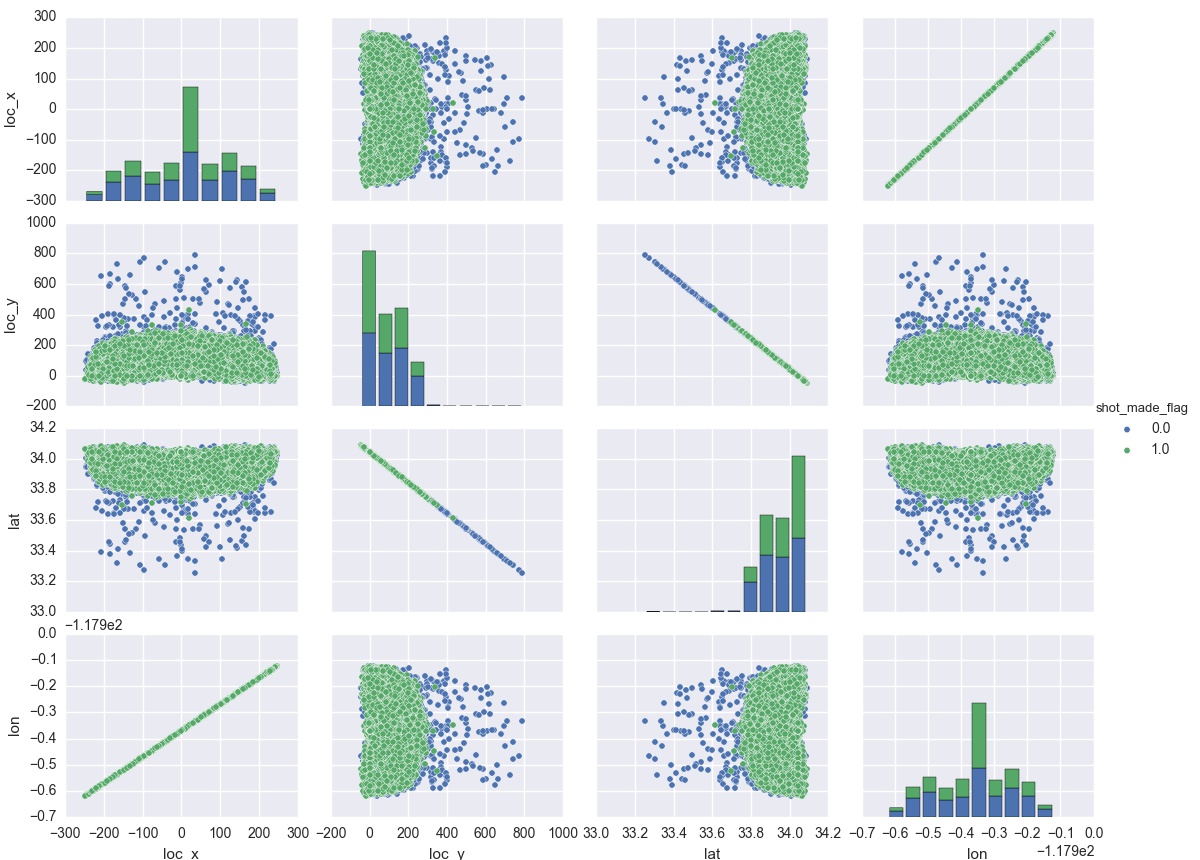 300
200
100
0
−100
−200
−300
loc_x
1000
800
600
400
200
0
−200
loc_y
shot_made_flag
0.0
1.0
34.2
34.0
33.8
33.6
33.4
33.2
33.0
lat
−1.179e2
0.0
−0.1
−0.2
−0.3
−0.4
−0.5
−0.6
−0.7
lon
−300 −200 −100 0 100 200 300
−200 0 200 400 600 800 1000
33.0 33.2 33.4 33.6 33.8 34.0 34.2
−0.7 −0.6 −0.5 −0.4 −0.3 −0.2 −0.1 0.0
−1.179e2
loc_x loc_y lat lon